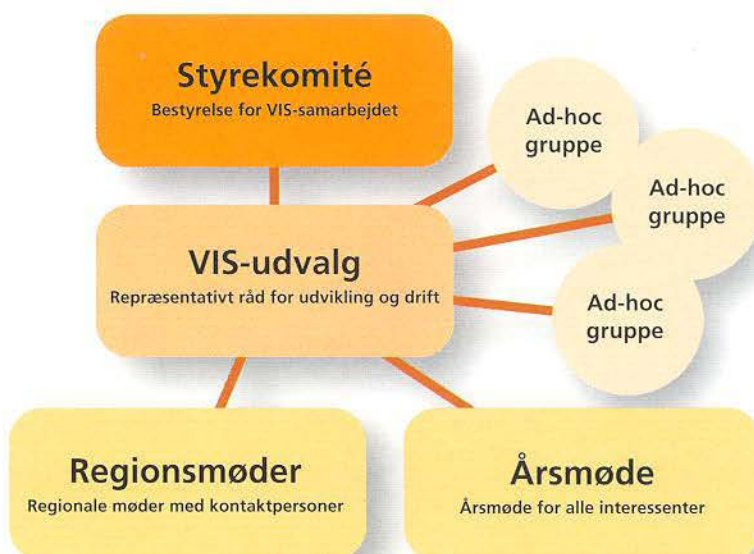 Styrekomité
Bestyrelse for VIS-samarbejdet
Ad-hoc
gruppe
Ad-hoc
gruppe
VIS-udvalg
Repræsentativt råd for udvikling og drift
Ad-hoc
gruppe
Regionsmøder
Regionale møder med kontaktpersoner
Årsmøde
Årsmøde for alle interessenter